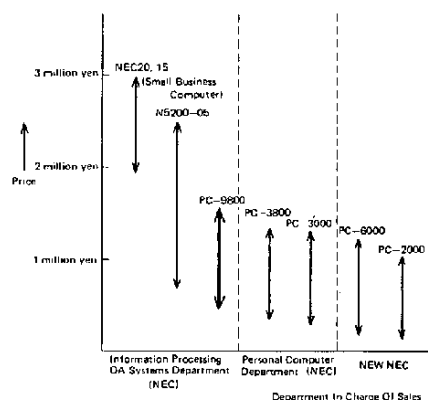 3 million yen
NEC20, 15
(Small Business
Computer)
N5200-05
2 million yen
Price
PC-9800
PC-3800
PC-3000
PC-6000
PC-2000
1 million yen
Information Processing
OA Systems Department
(NEC)
Personal Computer
Department (NEC)
NEW NEC
Department In Charge Of Sales